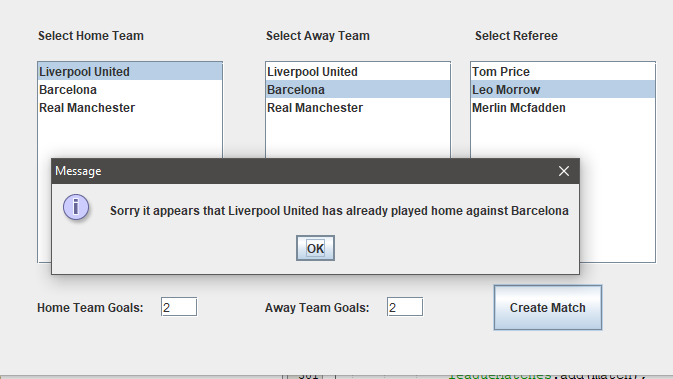 Select Home Team
Select Away Team
Select Referee
Liverpool United
Barcelona
Real Manchester
Liverpool United
Barcelona
Real Manchester
Tom Price
Leo Morrow
Merlin Mcfadden
Message
Sorry it appears that Liverpool United has already played home against Barcelona
OK
Home Team Goals: 2
Away Team Goals: 2
Create Match